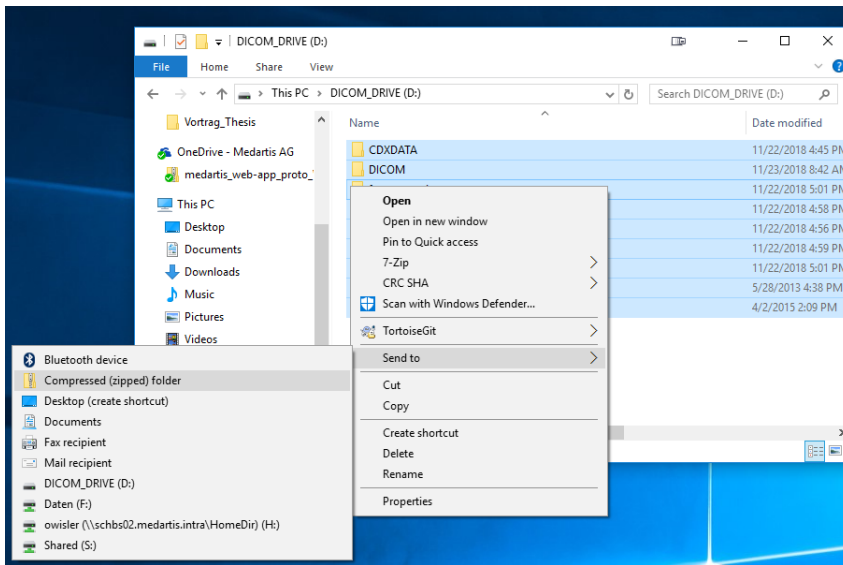 DICOM_DRIVE (D:)
File Home Share View
This PC > DICOM_DRIVE (D:)
Search DICOM_DRIVE (D:)
Vortrag_Thesis
OneDrive - Medartis AG
medartis_web-app_proto_
This PC
Desktop
Documents
Downloads
Music
Pictures
Videos
Name
Date modified
CDXDATA
11/22/2018 4:45 PM
DICOM
11/23/2018 8:42 AM
11/22/2018 5:01 PM
11/22/2018 4:58 PM
11/22/2018 4:56 PM
11/22/2018 4:59 PM
11/22/2018 5:01 PM
5/28/2013 4:38 PM
4/2/2015 2:09 PM
Open
Open in new window
Pin to Quick access
7-Zip
CRC SHA
Scan with Windows Defender...
TortoiseGit
Send to
Cut
Copy
Create shortcut
Delete
Rename
Properties
Bluetooth device
Compressed (zipped) folder
Desktop (create shortcut)
Documents
Fax recipient
Mail recipient
DICOM_DRIVE (D:)
Daten (F:)
owisler (\\schbs02.medartis.intra\HomeDir) (H:)
Shared (S:)